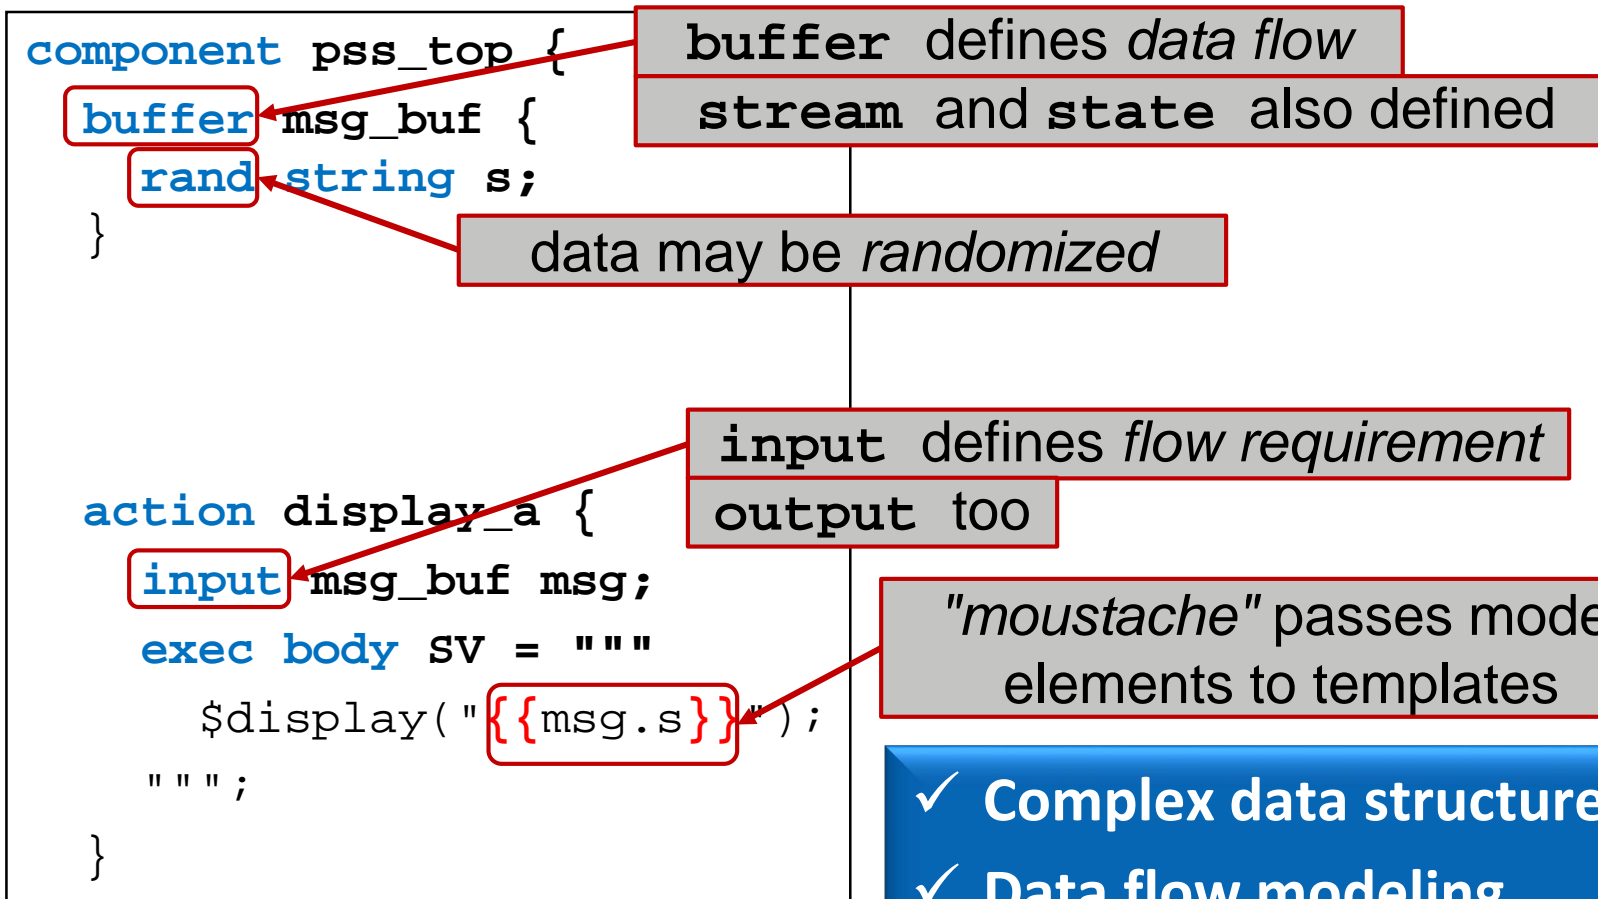 component pss_top {
buffer msg_buf {
rand string s;
}
action display_a {
input msg_buf msg;
exec body SV = """
$display("{{msg.s}}");
""";
}
buffer defines data flow
stream and state also defined
data may be randomized
input defines flow requirement
output too
"moustache" passes mode
elements to templates
✓ Complex data structure
✓ Data flow modeling